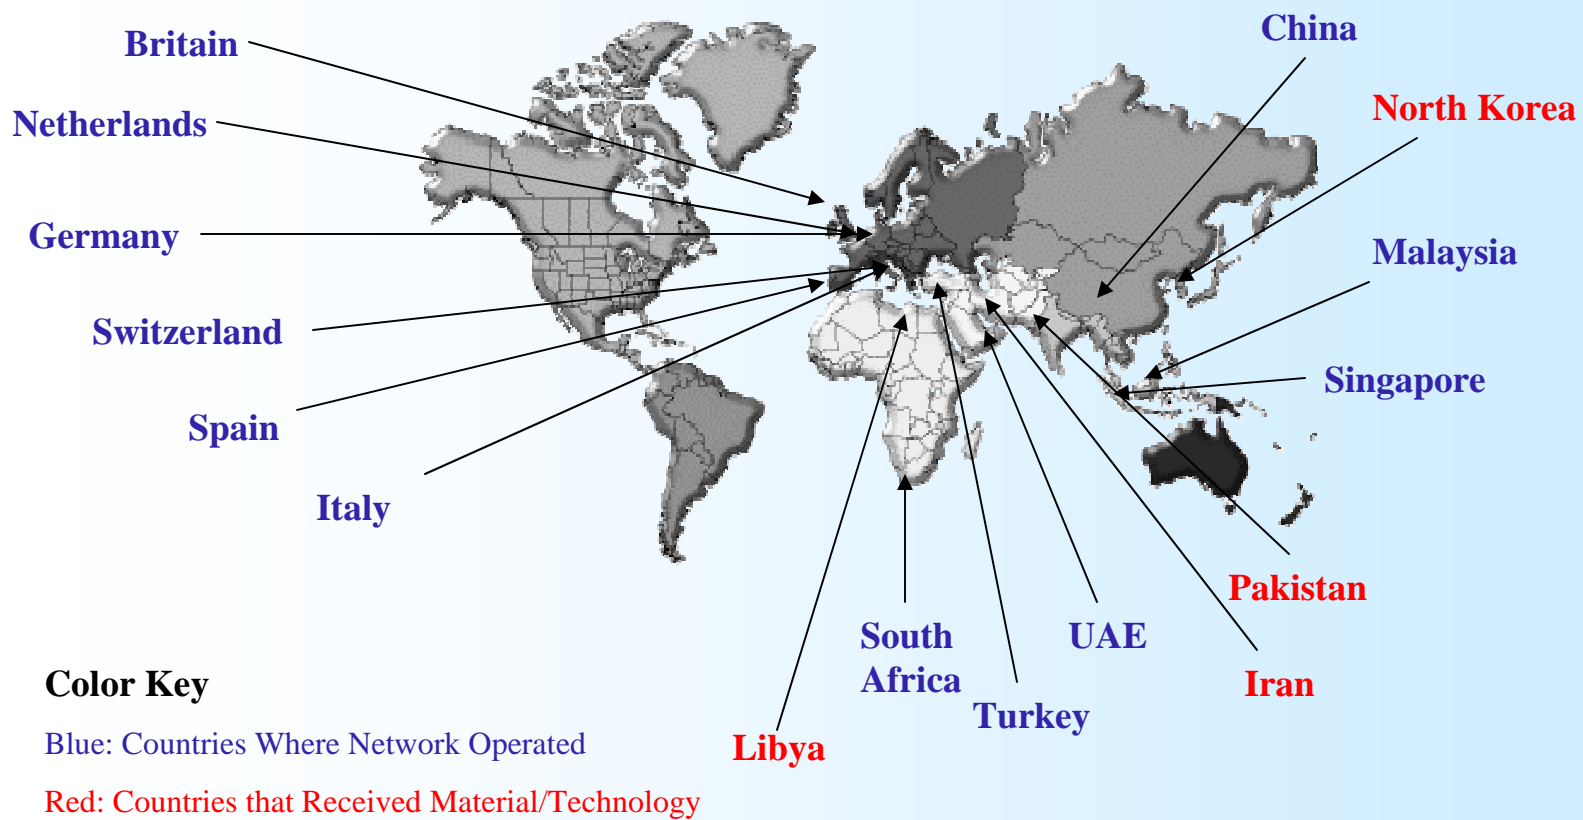 China
Britain
North Korea
Netherlands
Germany
Malaysia
Switzerland
Singapore
Spain
Italy
Pakistan
South
Africa
UAE
Iran
Turkey
Libya
Color Key
Blue: Countries Where Network Operated
Red: Countries that Received Material/Technology